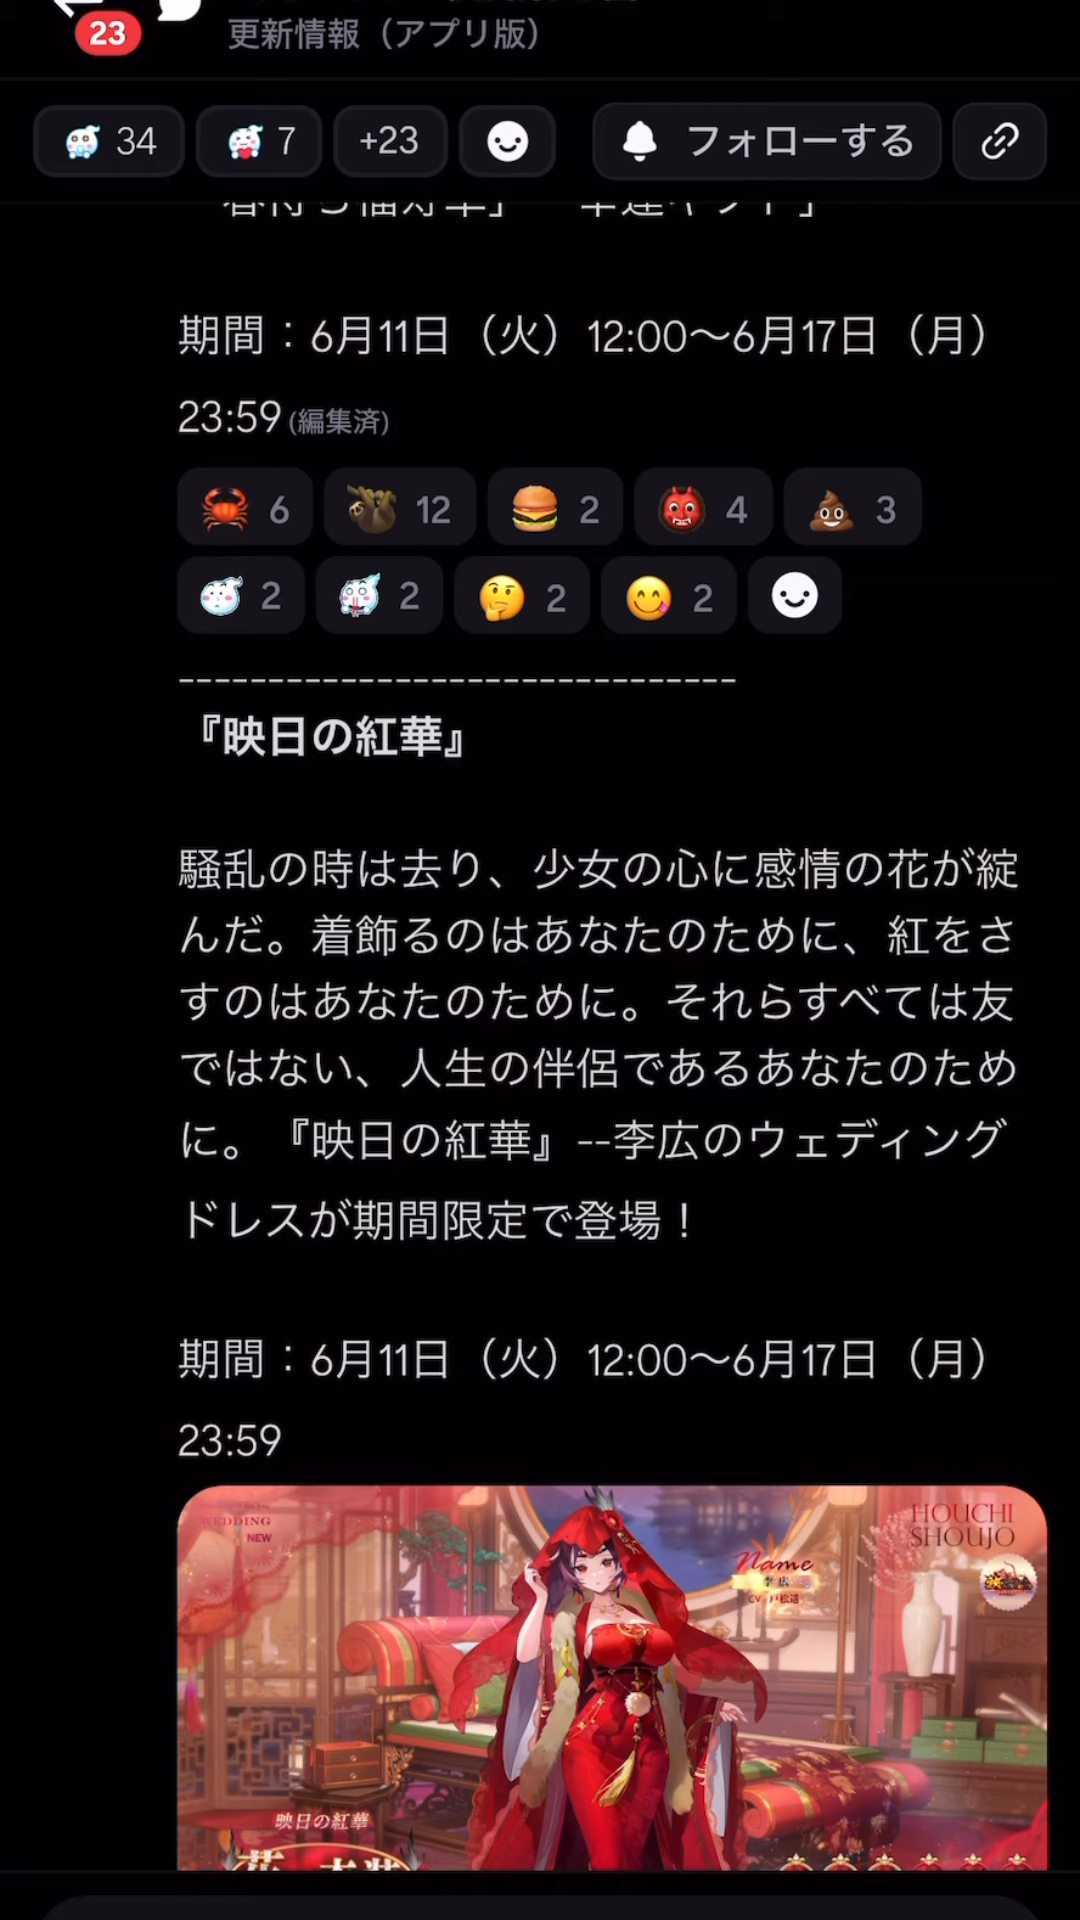 23
更新情報（アプリ版）
34
7
+23
フォローする
期間：6月11日（火）12:00〜6月17日（月）
23:59(編集済)
6
12
2
4
3
2
2
2
2
-------------------------------
『映日の紅華』
騒乱の時は去り、少女の心に感情の花が綻
んだ。着飾るのはあなたのために、紅をさ
すのはあなたのために。それらすべては友
ではない、人生の伴侶であるあなたのため
に。『映日の紅華』--李広のウェディング
ドレスが期間限定で登場！
期間：6月11日（火）12:00〜6月17日（月）
23:59
WEDDING
NEW
HOUCHI
SHOUJO
Name
李広
映日の紅華